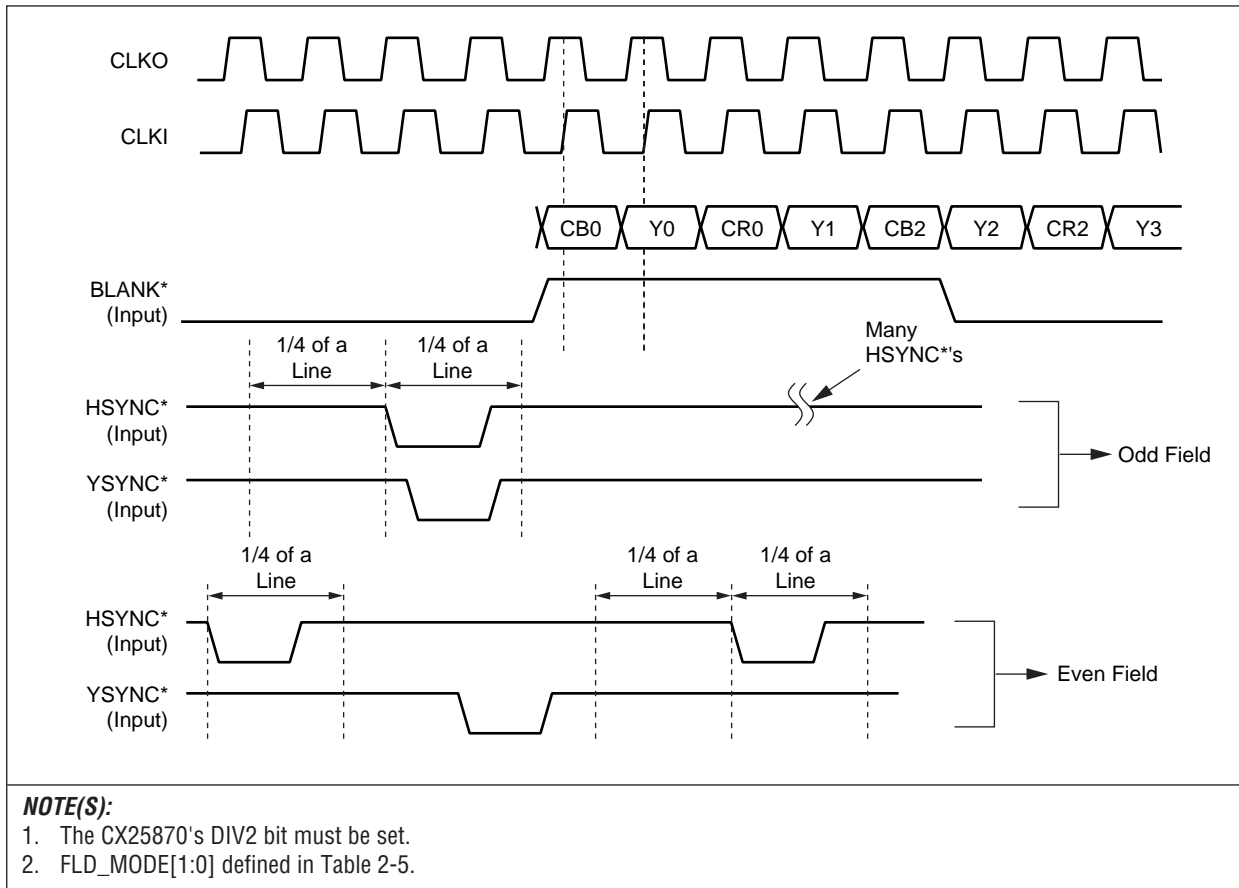 CLKO
CLKI
CB0 Y0 CR0 Y1 CB2 Y2 CR2 Y3
BLANK*
(Input)
Many
HSYNC*'s
1/4 of a
Line
1/4 of a
Line
HSYNC*
(Input)
Odd Field
YSYNC*
(Input)
1/4 of a
Line
1/4 of a
Line
1/4 of a
Line
HSYNC*
(Input)
Even Field
YSYNC*
(Input)
NOTE(S):
1. The CX25870's DIV2 bit must be set.
2. FLD_MODE[1:0] defined in Table 2-5.